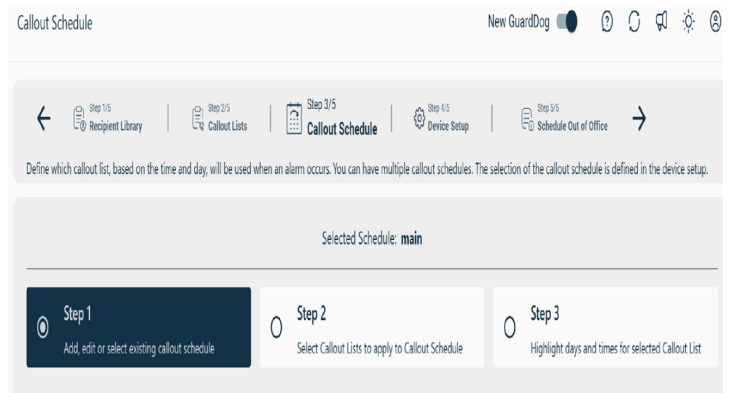 Callout Schedule
New GuardDog
Step 1/5
Recipient Library
Step 2/5
Callout Lists
Step 3/5
Callout Schedule
Step 4/5
Device Setup
Step 5/5
Schedule Out of Office
Define which callout list, based on the time and day, will be used when an alarm occurs. You can have multiple callout schedules. The selection of the callout schedule is defined in the device setup.
Selected Schedule: main
Step 1
Add, edit or select existing callout schedule
Step 2
Select Callout Lists to apply to Callout Schedule
Step 3
Highlight days and times for selected Callout List